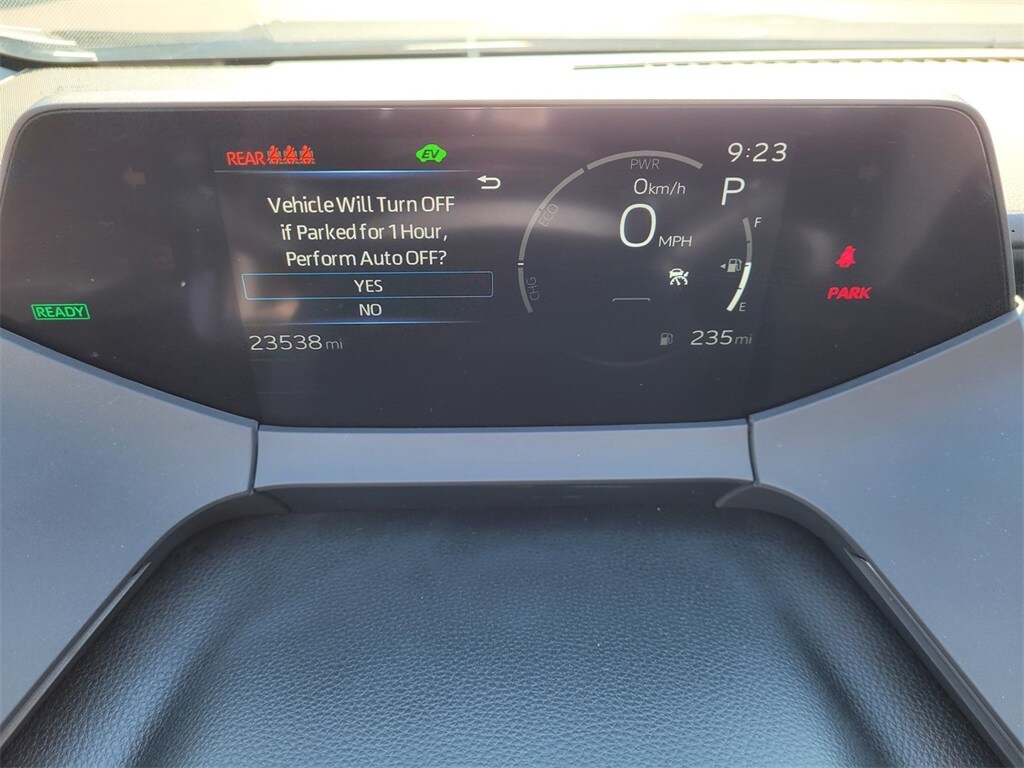 REAR
EV
Vehicle Will Turn OFF
if Parked for 1 Hour,
Perform Auto OFF?
YES
NO
23538 mi
READY
PWR
ECO
CHG
0 km/h
0 MPH
9:23
P
F
E
235 mi
PARK